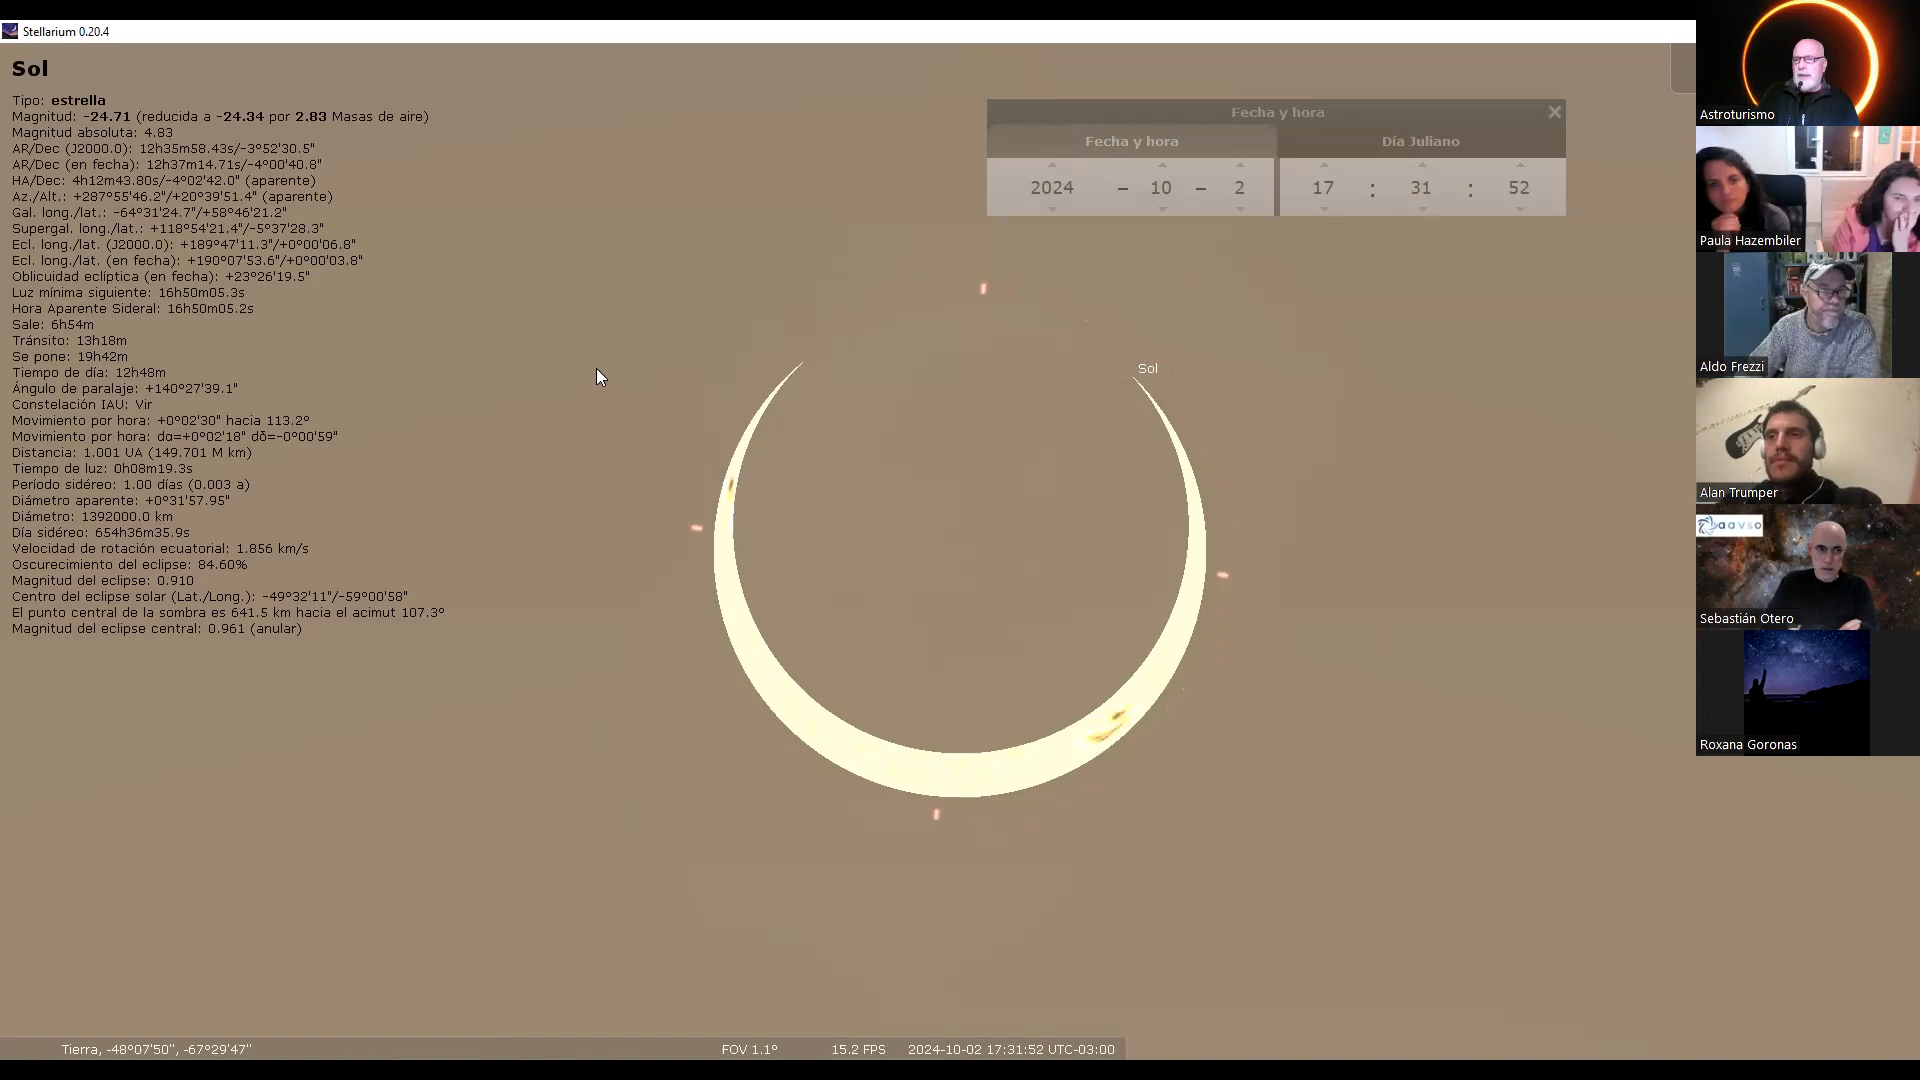 Stellarium 0.20.4
Sol
Tipo: estrella
Magnitud: -24.71 (reducida a -24.34 por 2.83 Masas de aire)
Magnitud absoluta: 4.83
AR/Dec (J2000.0): 12h35m58.43s/-3°52'30.5"
AR/Dec (en fecha): 12h37m14.71s/-4°00'40.8"
HA/Dec: 4h12m43.80s/-4°02'42.0" (aparente)
Az./Alt.: +287°55'46.2"/+20°39'51.4" (aparente)
Gal. long./lat.: -64°31'24.7"/+58°46'21.2"
Supergal. long./lat.: +118°54'21.4"/-5°37'28.3"
Ecl. long./lat. (J2000.0): +189°47'11.3"/+0°00'06.8"
Ecl. long./lat. (en fecha): +190°07'53.6"/+0°00'03.8"
Oblicuidad eclíptica (en fecha): +23°26'19.5"
Luz mínima siguiente: 16h50m05.3s
Hora Aparente Sideral: 16h50m05.2s
Sale: 6h54m
Tránsito: 13h18m
Se pone: 19h42m
Tiempo de día: 12h48m
Ángulo de paralaje: +140°27'39.1"
Constelación IAU: Vir
Movimiento por hora: +0°02'30" hacia 113.2°
Movimiento por hora: dα=+0°02'18" dδ=-0°00'59"
Distancia: 1.001 UA (149.701 M km)
Tiempo de luz: 0h08m19.3s
Período sidéreo: 1.00 días (0.003 a)
Diámetro aparente: +0°31'57.95"
Diámetro: 1392000.0 km
Día sidéreo: 654h36m35.9s
Velocidad de rotación ecuatorial: 1.856 km/s
Oscurecimiento del eclipse: 84.60%
Magnitud del eclipse: 0.910
Centro del eclipse solar (Lat./Long.): -49°32'11"/-59°00'58"
El punto central de la sombra es 641.5 km hacia el acimut 107.3°
Magnitud del eclipse central: 0.961 (anular)
Fecha y hora
Fecha y hora Día Juliano
2024 – 10 – 2 17 : 31 : 52
Sol
Astroturismo
Paula Hazembiler
Aldo Frezzi
Alan Trumper
aavso
Sebastián Otero
Roxana Goronas
Tierra, -48°07'50", -67°29'47" FOV 1.1° 15.2 FPS 2024-10-02 17:31:52 UTC-03:00